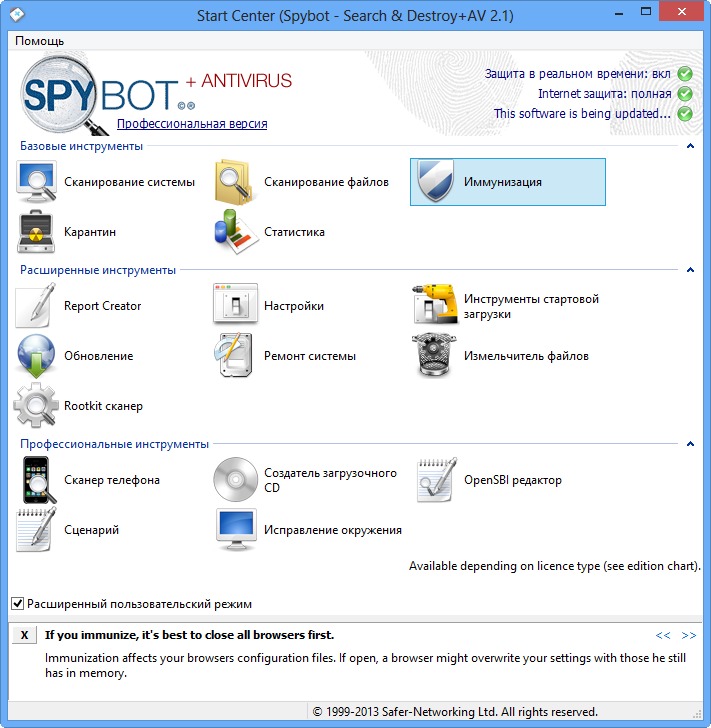 Start Center (Spybot - Search & Destroy+AV 2.1)
Помощь
SPYBOT + ANTIVIRUS
©®
Профессиональная версия
Защита в реальном времени: вкл
Internet защита: полная
This software is being updated...
Базовые инструменты
Сканирование системы
Сканирование файлов
Иммунизация
Карантин
Статистика
Расширенные инструменты
Report Creator
Настройки
Инструменты стартовой
загрузки
Обновление
Ремонт системы
Измельчитель файлов
Rootkit сканер
Профессиональные инструменты
Сканер телефона
Создатель загрузочного
CD
OpenSBI редактор
Сценарий
Исправление окружения
Available depending on licence type (see edition chart).
Расширенный пользовательский режим
X
If you immunize, it's best to close all browsers first.
<< >>
Immunization affects your browsers configuration files. If open, a browser might overwrite your settings with those he still
has in memory.
© 1999-2013 Safer-Networking Ltd. All rights reserved.